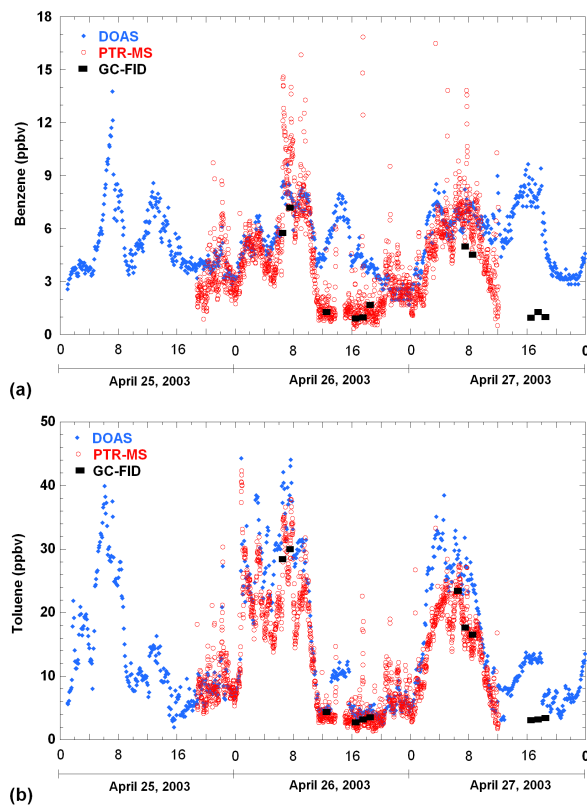 18
15
12
9
6
3
0
Benzene (ppbv)
DOAS
PTR-MS
GC-FID
0 8 16 0 8 16 0 8 16 0
April 25, 2003 April 26, 2003 April 27, 2003
(a)
50
40
30
20
10
0
Toluene (ppbv)
DOAS
PTR-MS
GC-FID
0 8 16 0 8 16 0 8 16 0
April 25, 2003 April 26, 2003 April 27, 2003
(b)